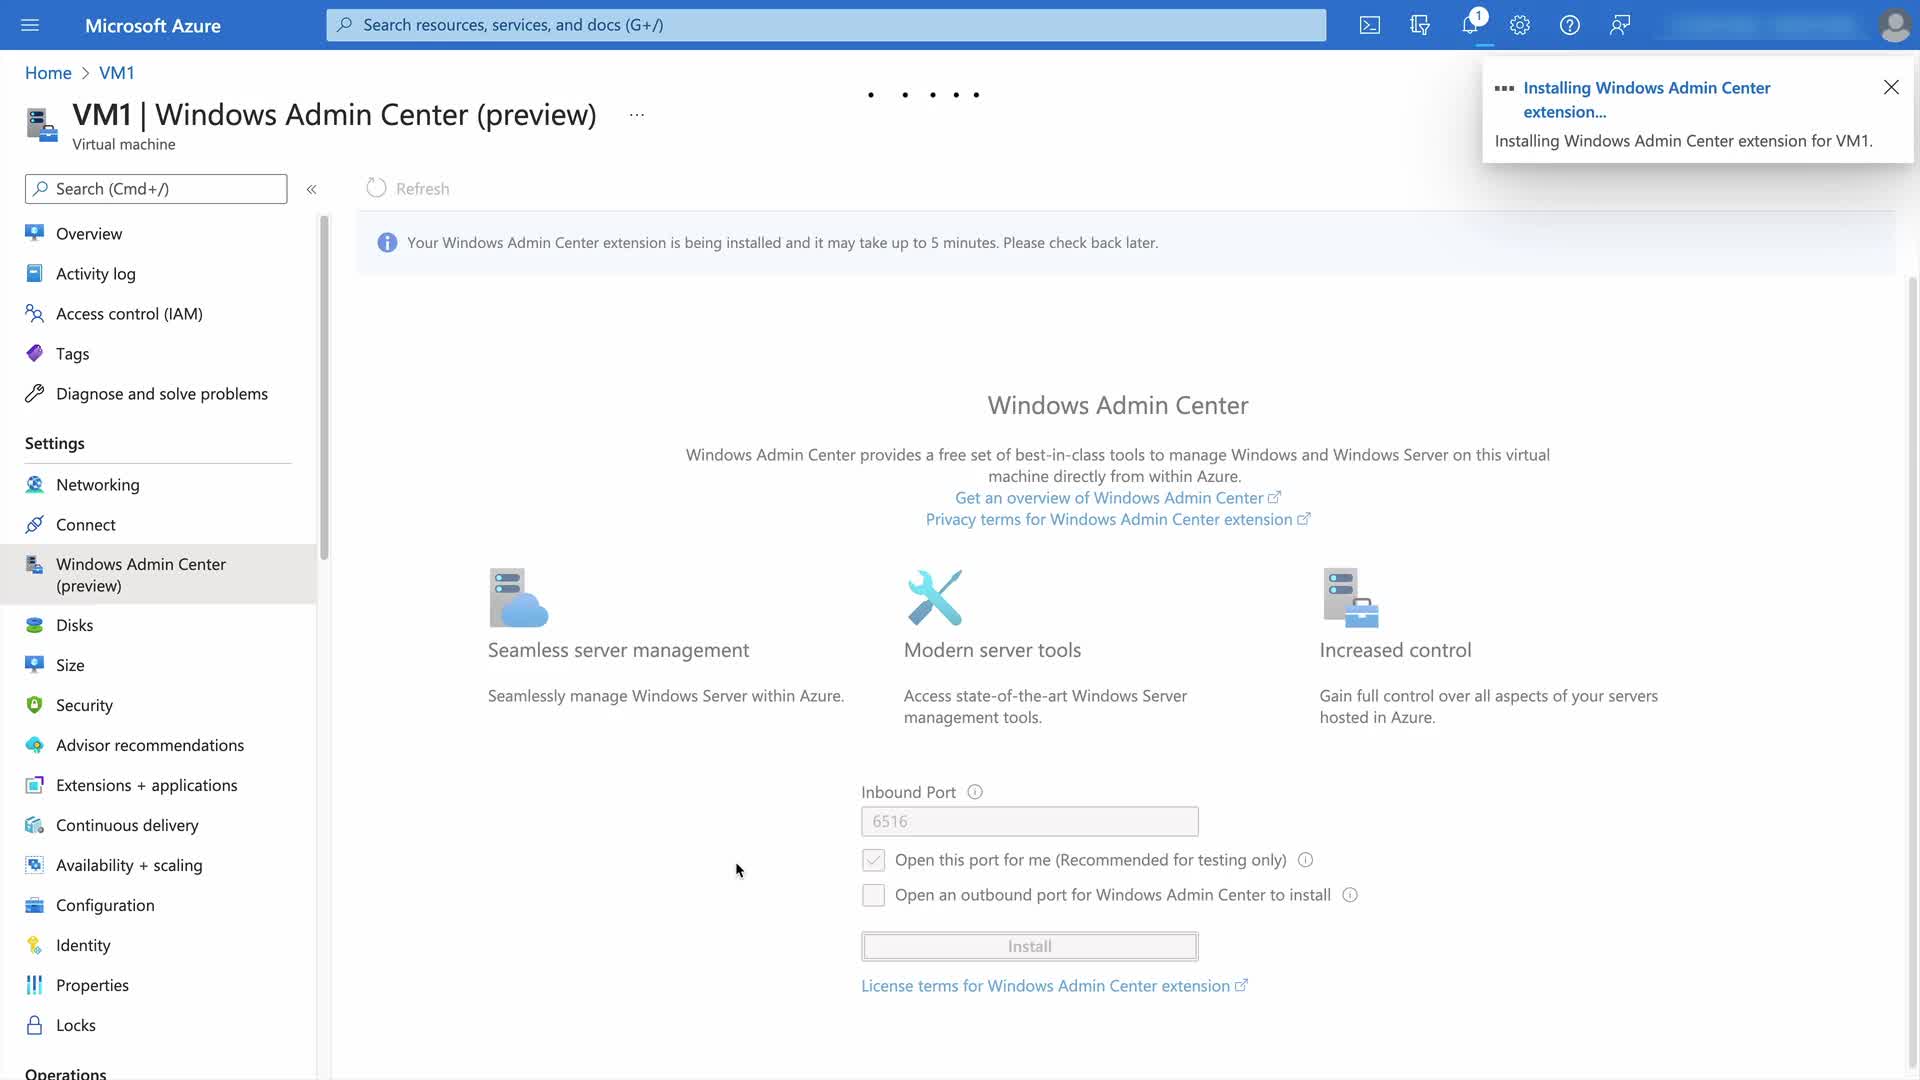 Microsoft Azure
Search resources, services, and docs (G+/)
1
Home > VM1
VM1 | Windows Admin Center (preview) ...
Virtual machine
Installing Windows Admin Center
extension...
Installing Windows Admin Center extension for VM1.
Search (Cmd+/)
«
Refresh
Your Windows Admin Center extension is being installed and it may take up to 5 minutes. Please check back later.
Overview
Activity log
Access control (IAM)
Tags
Diagnose and solve problems
Settings
Networking
Connect
Windows Admin Center
(preview)
Disks
Size
Security
Advisor recommendations
Extensions + applications
Continuous delivery
Availability + scaling
Configuration
Identity
Properties
Locks
Operations
Windows Admin Center
Windows Admin Center provides a free set of best-in-class tools to manage Windows and Windows Server on this virtual
machine directly from within Azure.
Get an overview of Windows Admin Center
Privacy terms for Windows Admin Center extension
Seamless server management
Seamlessly manage Windows Server within Azure.
Modern server tools
Access state-of-the-art Windows Server
management tools.
Increased control
Gain full control over all aspects of your servers
hosted in Azure.
Inbound Port
6516
Open this port for me (Recommended for testing only)
Open an outbound port for Windows Admin Center to install
Install
License terms for Windows Admin Center extension